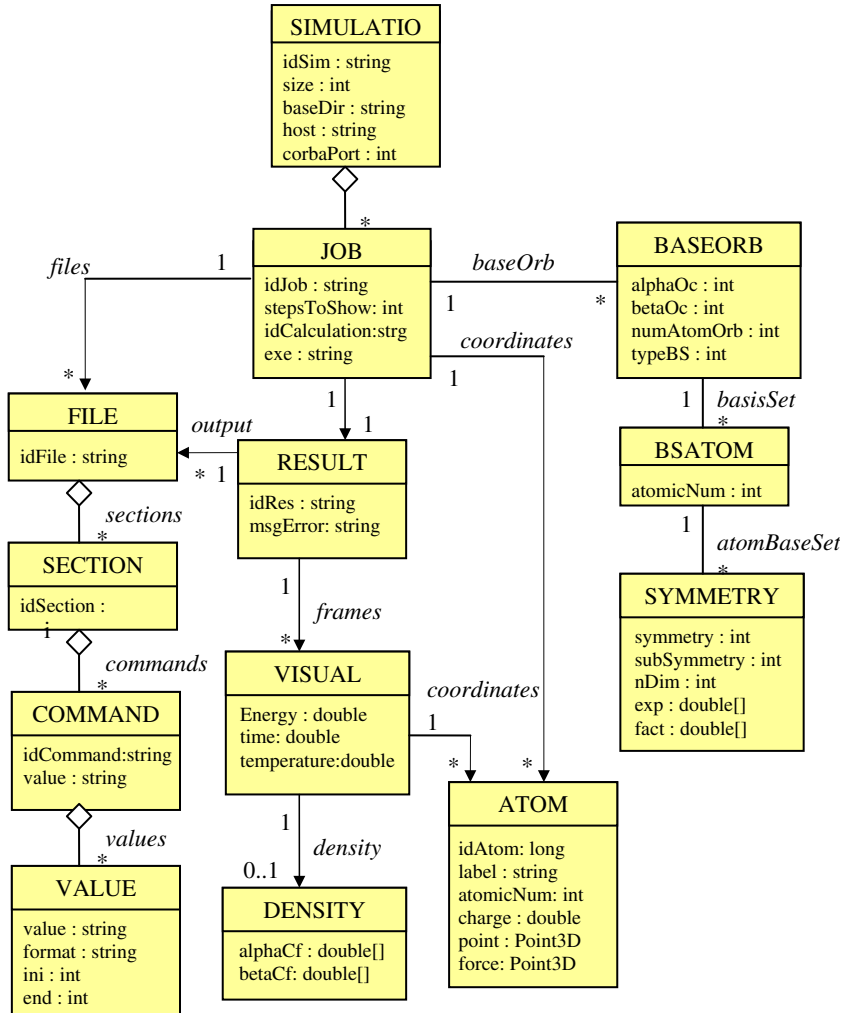 SIMULATIO
idSim : string
size : int
baseDir : string
host : string
corbaPort : int
*
files
1
JOB
idJob : string
stepsToShow: int
idCalculation:strg
exe : string
baseOrb
1
*
coordinates
1
BASEORB
alphaOc : int
betaOc : int
numAtomOrb : int
typeBS : int
*
1
1
1
basisSet
*
FILE
idFile : string
output
* 1
RESULT
idRes : string
msgError: string
BSATOM
atomicNum : int
sections
*
1
atomBaseSet
*
SECTION
idSection :
i
1
frames
*
SYMMETRY
symmetry : int
subSymmetry : int
nDim : int
exp : double[]
fact : double[]
commands
*
VISUAL
Energy : double
time: double
temperature:double
coordinates
1
*
*
COMMAND
idCommand:string
value : string
ATOM
idAtom: long
label : string
atomicNum: int
charge : double
point : Point3D
force: Point3D
values
*
1
density
0..1
VALUE
value : string
format : string
ini : int
end : int
DENSITY
alphaCf : double[]
betaCf: double[]